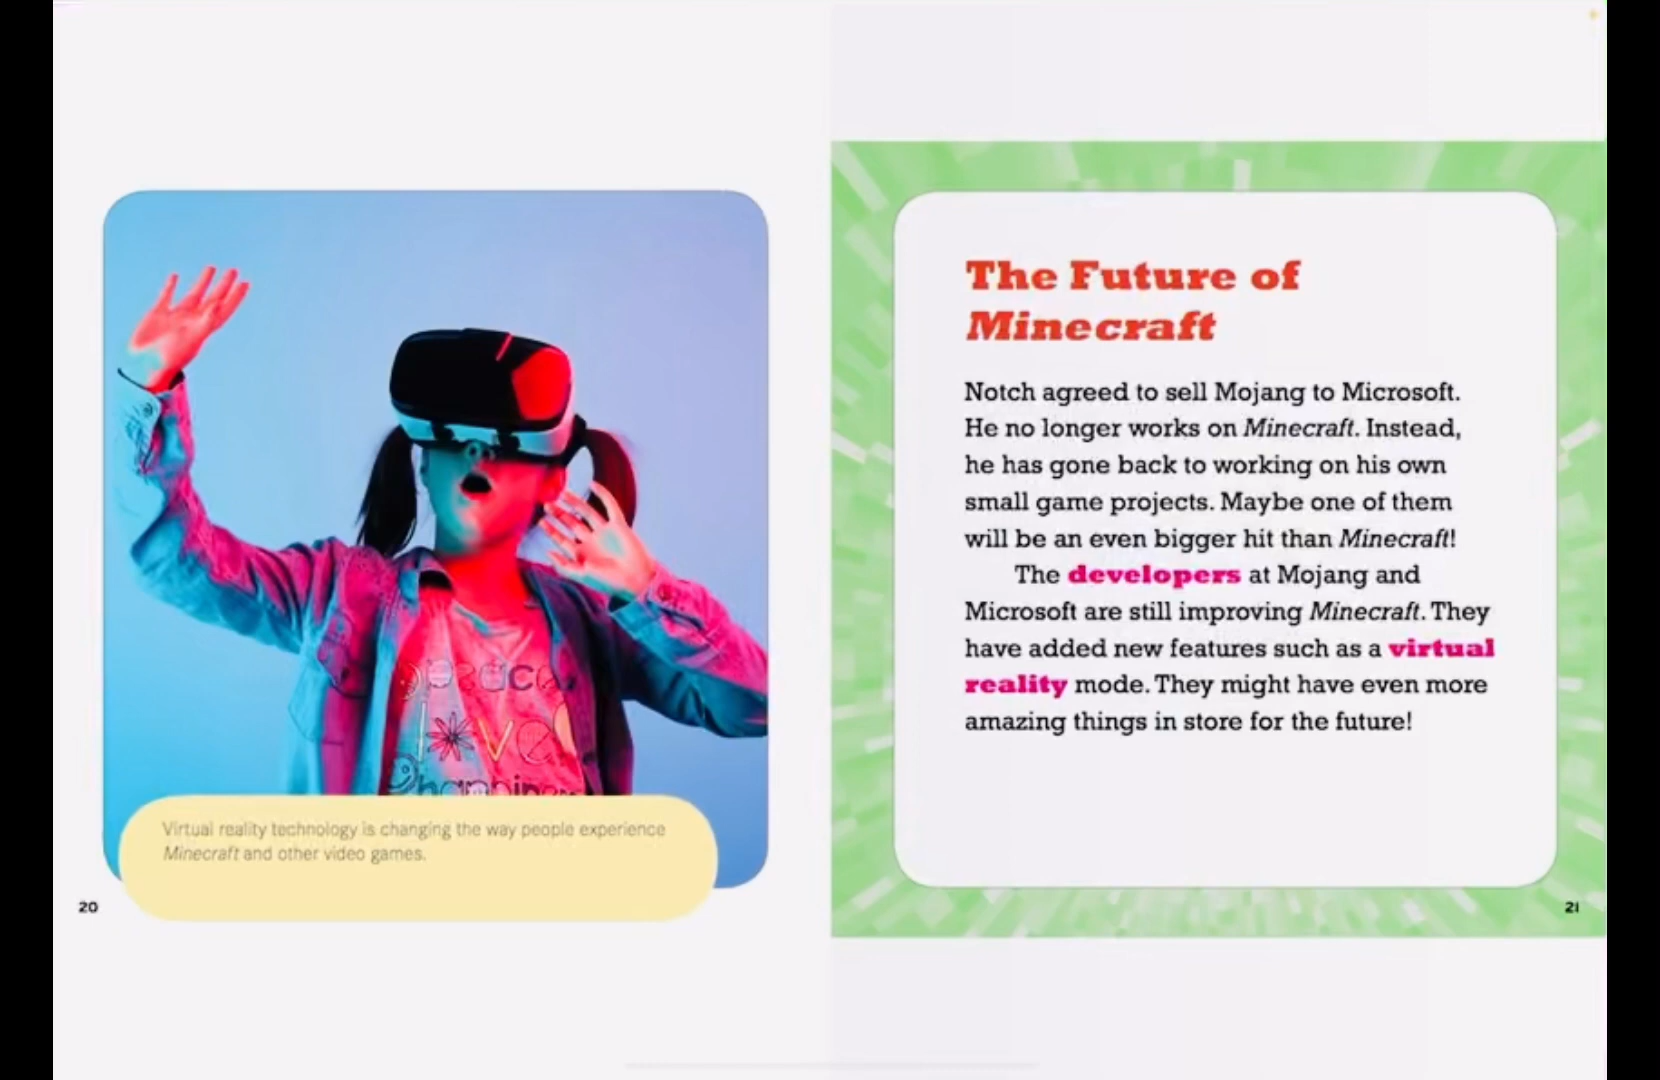 peace
love
happiness
Virtual reality technology is changing the way people experience
Minecraft and other video games.
20
The Future of
Minecraft
Notch agreed to sell Mojang to Microsoft.
He no longer works on Minecraft. Instead,
he has gone back to working on his own
small game projects. Maybe one of them
will be an even bigger hit than Minecraft!
The developers at Mojang and
Microsoft are still improving Minecraft. They
have added new features such as a virtual
reality mode. They might have even more
amazing things in store for the future!
21